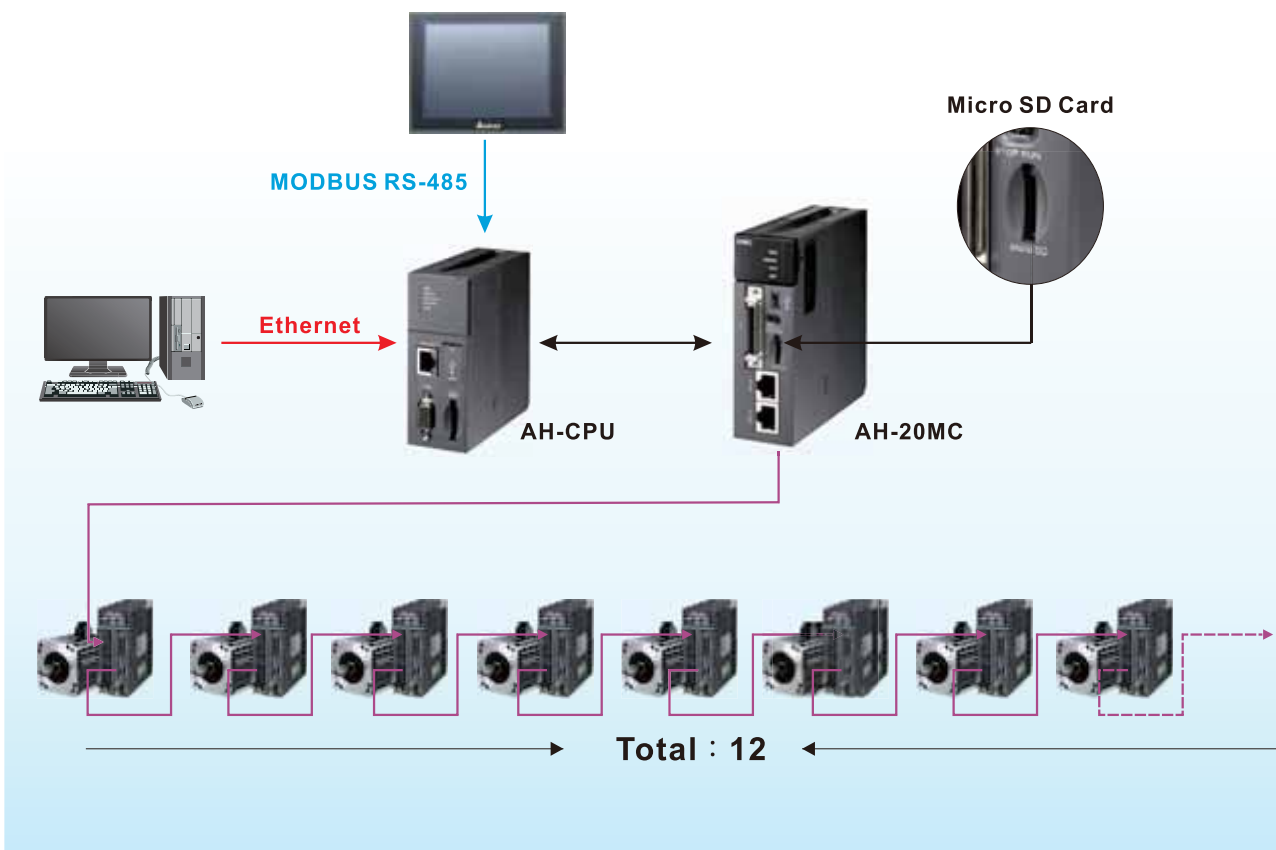 Micro SD Card
MODBUS RS-485
Ethernet
AH-CPU
AH-20MC
Total：12